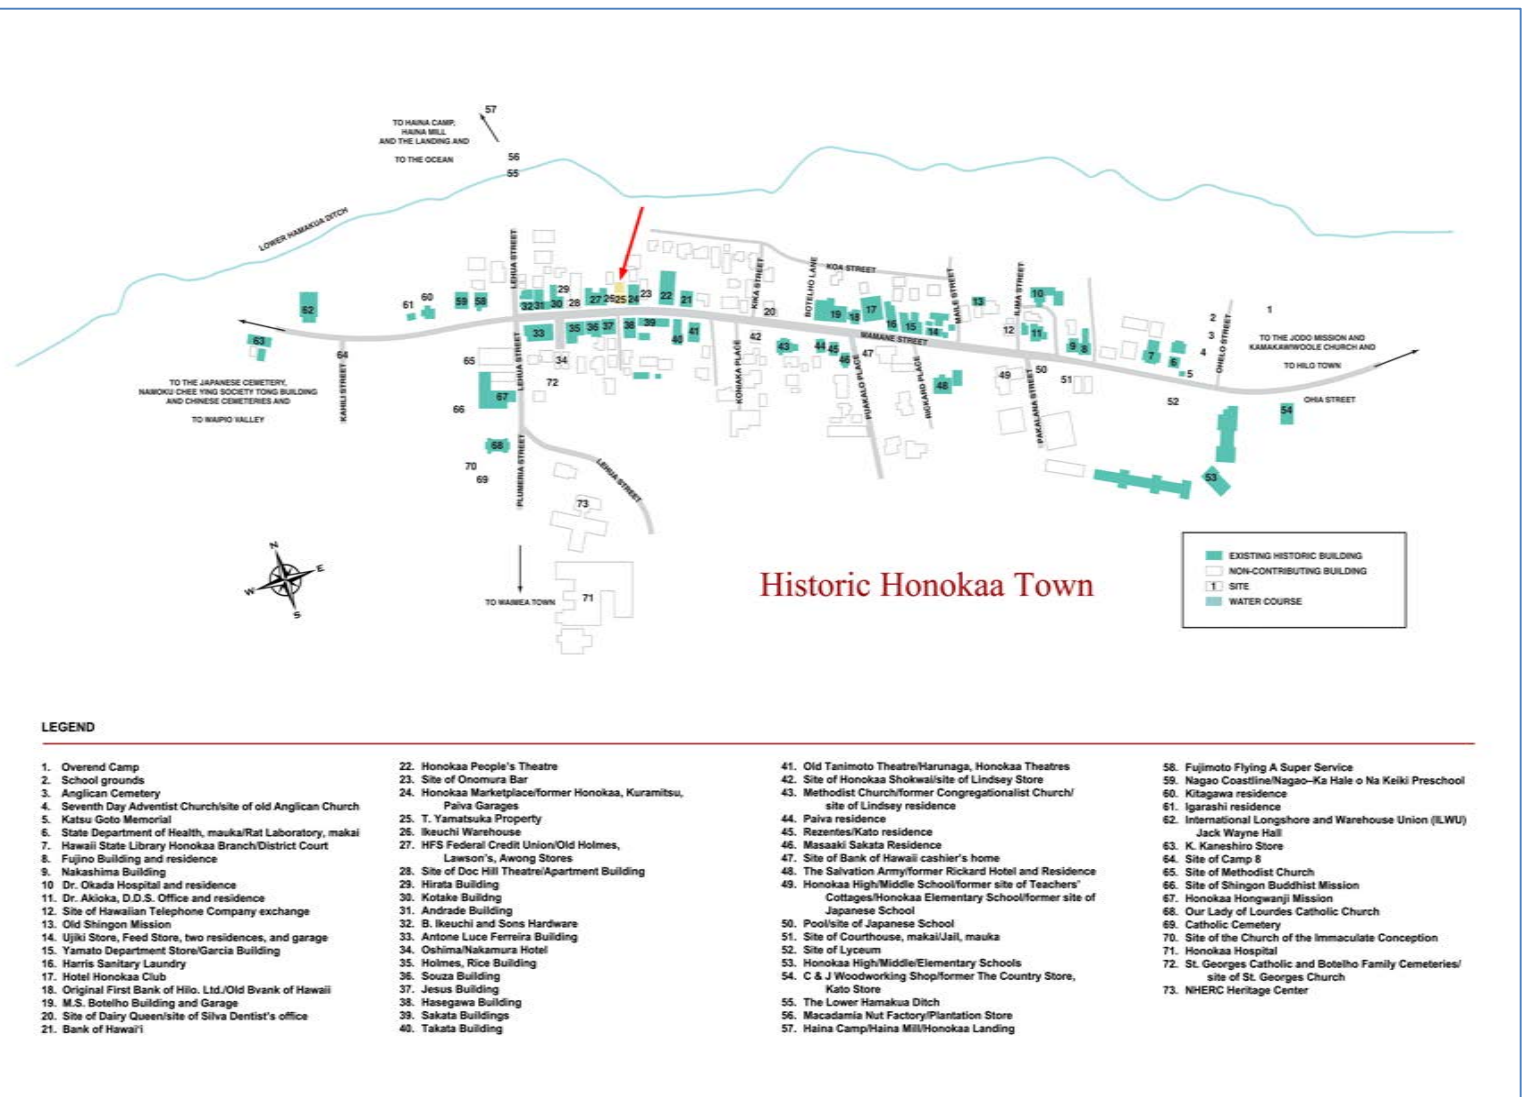 57
TO HAINA CAMP,
HAINA MILL
AND THE LANDING AND
TO THE OCEAN
56
55
LOWER HAMAKUA DITCH
LEHUA STREET
KIKA STREET
BOTELHO LANE
KOA STREET
MAILE STREET
ILIMA STREET
OHELO STREET
62
61
60
59
58
32
31
30
29
28
27
26
25
24
23
22
21
20
19
18
17
16
15
14
13
12
11
10
9
8
7
6
5
4
3
2
1
MAMANE STREET
TO THE JODO MISSION AND
KAMAKAWIWOOLE CHURCH AND
TO HILO TOWN
OHIA STREET
63
64
KAHILI STREET
65
33
34
35
36
37
38
39
40
41
42
43
44
45
46
47
48
49
50
51
52
53
54
LEHUA STREET
KONIAKA PLACE
PUAKALO PLACE
RICKARD PLACE
PAKALANA STREET
TO THE JAPANESE CEMETERY,
NAMOKU CHEE YING SOCIETY TONG BUILDING
AND CHINESE CEMETERIES AND
TO WAIPIO VALLEY
66
67
72
68
70
69
PLUMERIA STREET
LEHUA STREET
73
71
TO WAIMEA TOWN
N
E
W
S
Historic Honokaa Town
EXISTING HISTORIC BUILDING
NON-CONTRIBUTING BUILDING
1 SITE
WATER COURSE
LEGEND
1. Overend Camp
2. School grounds
3. Anglican Cemetery
4. Seventh Day Adventist Church/site of old Anglican Church
5. Katsu Goto Memorial
6. State Department of Health, mauka/Rat Laboratory, makai
7. Hawaii State Library Honokaa Branch/District Court
8. Fujino Building and residence
9. Nakashima Building
10 Dr. Okada Hospital and residence
11. Dr. Akioka, D.D.S. Office and residence
12. Site of Hawaiian Telephone Company exchange
13. Old Shingon Mission
14. Ujiki Store, Feed Store, two residences, and garage
15. Yamato Department Store/Garcia Building
16. Harris Sanitary Laundry
17. Hotel Honokaa Club
18. Original First Bank of Hilo. Ltd./Old Bvank of Hawaii
19. M.S. Botelho Building and Garage
20. Site of Dairy Queen/site of Silva Dentist's office
21. Bank of Hawai'i
22. Honokaa People's Theatre
23. Site of Onomura Bar
24. Honokaa Marketplace/former Honokaa, Kuramitsu,
Paiva Garages
25. T. Yamatsuka Property
26. Ikeuchi Warehouse
27. HFS Federal Credit Union/Old Holmes,
Lawson's, Awong Stores
28. Site of Doc Hill Theatre/Apartment Building
29. Hirata Building
30. Kotake Buildng
31. Andrade Building
32. B. Ikeuchi and Sons Hardware
33. Antone Luce Ferreira Building
34. Oshima/Nakamura Hotel
35. Holmes, Rice Building
36. Souza Building
37. Jesus Building
38. Hasegawa Building
39. Sakata Buildings
40. Takata Building
41. Old Tanimoto Theatre/Harunaga, Honokaa Theatres
42. Site of Honokaa Shokwai/site of Lindsey Store
43. Methodist Church/former Congregationalist Church/
site of Lindsey residence
44. Paiva residence
45. Rezentes/Kato residence
46. Masaaki Sakata Residence
47. Site of Bank of Hawaii cashier's home
48. The Salvation Army/former Rickard Hotel and Residence
49. Honokaa High/Middle School/former site of Teachers'
Cottages/Honokaa Elementary School/former site of
Japanese School
50. Pool/site of Japanese School
51. Site of Courthouse, makai/Jail, mauka
52. Site of Lyceum
53. Honokaa High/Middle/Elementary Schools
54. C & J Woodworking Shop/former The Country Store,
Kato Store
55. The Lower Hamakua Ditch
56. Macadamia Nut Factory/Plantation Store
57. Haina Camp/Haina Mill/Honokaa Landing
58. Fujimoto Flying A Super Service
59. Nagao Coastline/Nagao–Ka Hale o Na Keiki Preschool
60. Kitagawa residence
61. Igarashi residence
62. International Longshore and Warehouse Union (ILWU)
Jack Wayne Hall
63. K. Kaneshiro Store
64. Site of Camp 8
65. Site of Methodist Church
66. Site of Shingon Buddhist Mission
67. Honokaa Hongwanji Mission
68. Our Lady of Lourdes Catholic Church
69. Catholic Cemetery
70. Site of the Church of the Immaculate Conception
71. Honokaa Hospital
72. St. Georges Catholic and Botelho Family Cemeteries/
site of St. Georges Church
73. NHERC Heritage Center